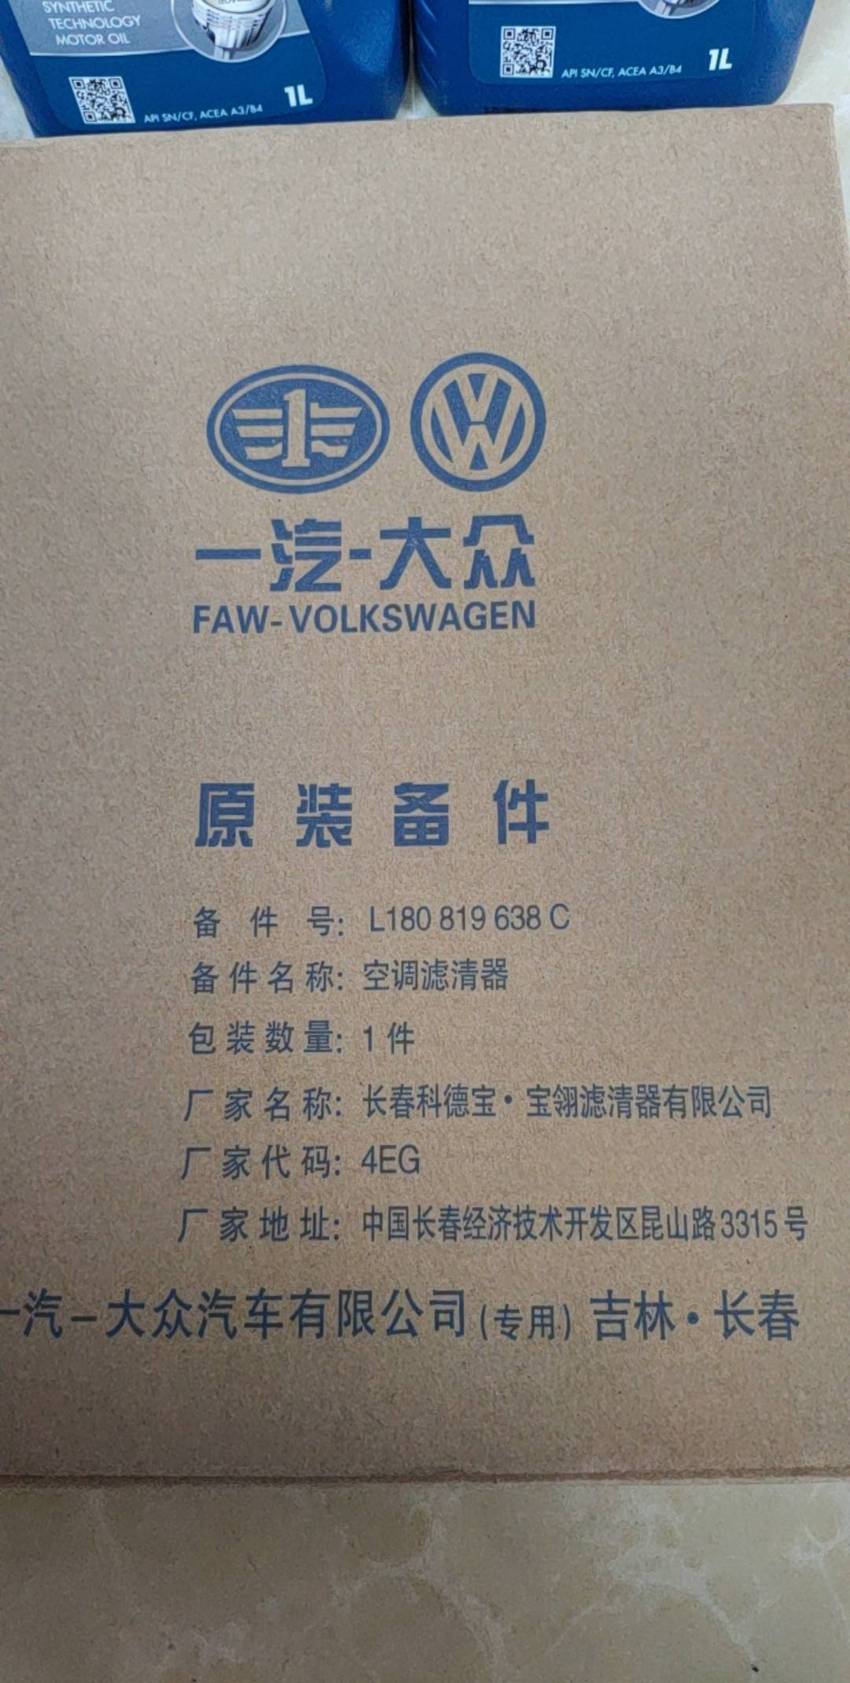 SYNTHETIC
TECHNOLOGY
MOTOR OIL
API SN/CF, ACEA A3/B4
1L
API SN/CF, ACEA A3/B4
1L
一汽-大众
FAW-VOLKSWAGEN
原装备件
备件号: L180 819 638 C
备件名称: 空调滤清器
包装数量: 1 件
厂家名称: 长春科德宝·宝翎滤清器有限公司
厂家代码: 4EG
厂家地址: 中国长春经济技术开发区昆山路3315号
一汽-大众汽车有限公司(专用) 吉林·长春